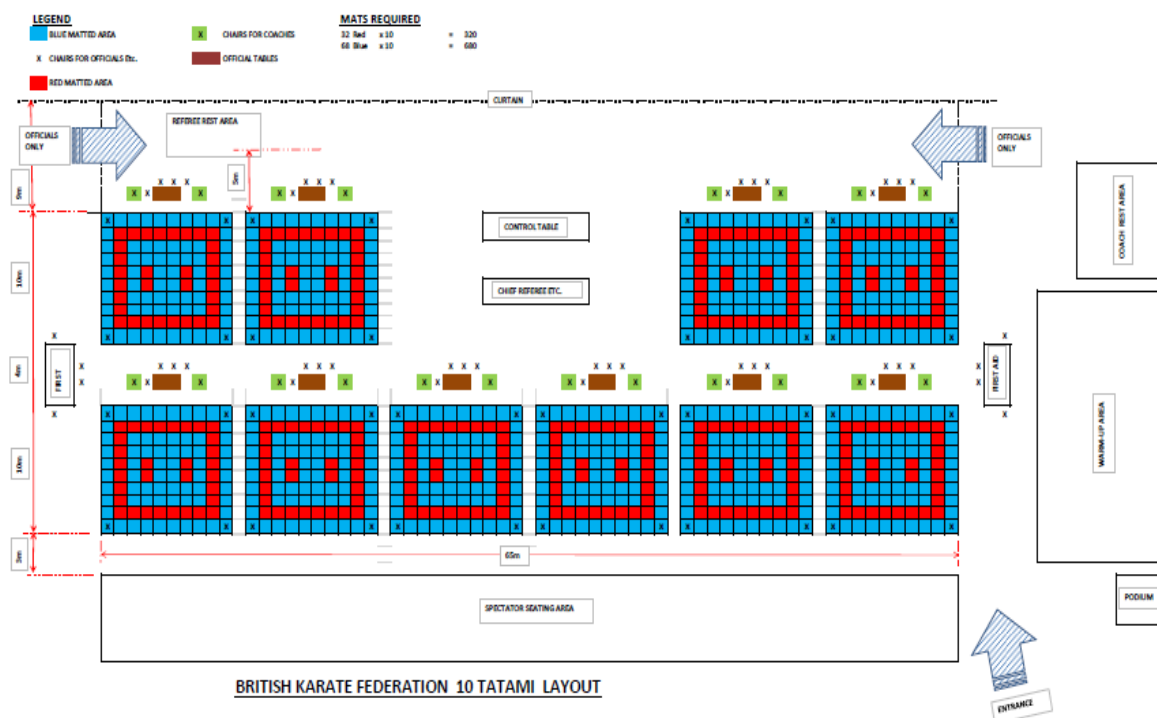 LEGEND
BLUE MATTED AREA
X CHAIRS FOR COACHES
X CHAIRS FOR OFFICIALS Etc.
OFFICIAL TABLES
RED MATTED AREA
MATS REQUIRED
32 Red x 10 = 320
68 Blue x 10 = 680
CURTAIN
OFFICIALS
ONLY
REFEREE REST AREA
OFFICIALS
ONLY
9m
5m
COACH REST AREA
CONTROL TABLE
CHIEF REFEREE ETC.
10m
4m
FIRST
FIRST AID
WARM-UP AREA
10m
3m
65m
SPECTATOR SEATING AREA
PODIUM
ENTRANCE
BRITISH KARATE FEDERATION 10 TATAMI LAYOUT